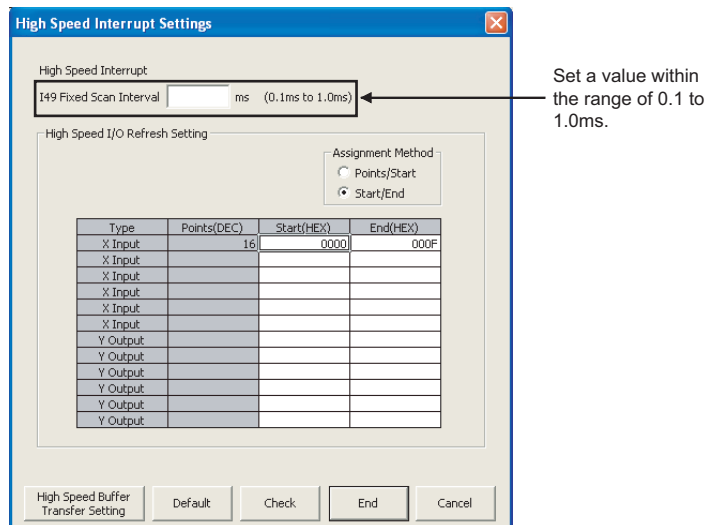 High Speed Interrupt Settings
High Speed Interrupt
I49 Fixed Scan Interval ms (0.1ms to 1.0ms)
Set a value within
the range of 0.1 to
1.0ms.
High Speed I/O Refresh Setting
Assignment Method
Points/Start
Start/End
Type Points(DEC) Start(HEX) End(HEX)
X Input 16 0000 000F
X Input
X Input
X Input
X Input
X Input
Y Output
Y Output
Y Output
Y Output
Y Output
Y Output
High Speed Buffer
Transfer Setting
Default Check End Cancel